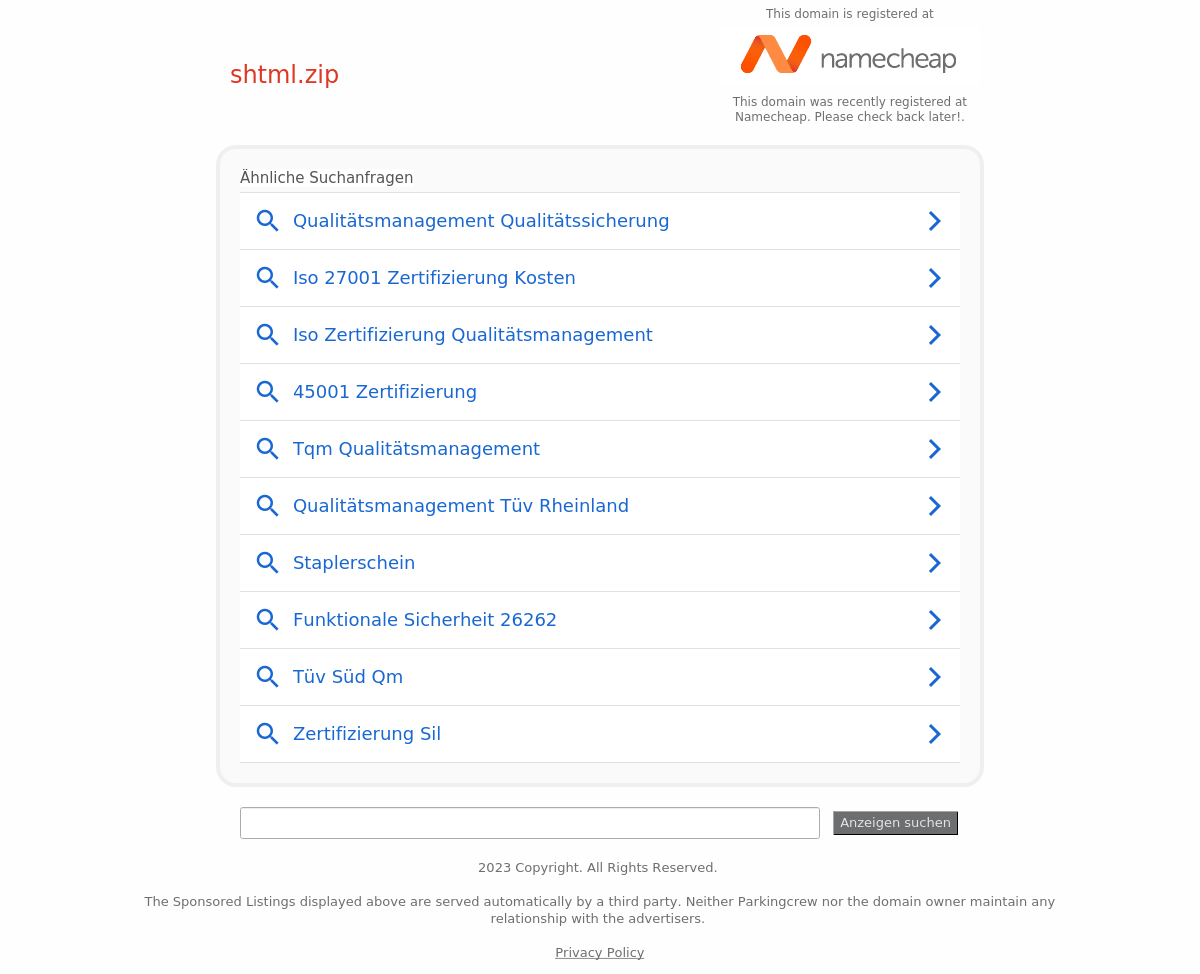 This domain is registered at
namecheap
shtml.zip
This domain was recently registered at
Namecheap. Please check back later!.
Ähnliche Suchanfragen
Qualitätsmanagement Qualitätssicherung
Iso 27001 Zertifizierung Kosten
Iso Zertifizierung Qualitätsmanagement
45001 Zertifizierung
Tqm Qualitätsmanagement
Qualitätsmanagement Tüv Rheinland
Staplerschein
Funktionale Sicherheit 26262
Tüv Süd Qm
Zertifizierung Sil
Anzeigen suchen
2023 Copyright. All Rights Reserved.
The Sponsored Listings displayed above are served automatically by a third party. Neither Parkingcrew nor the domain owner maintain any
relationship with the advertisers.
Privacy Policy